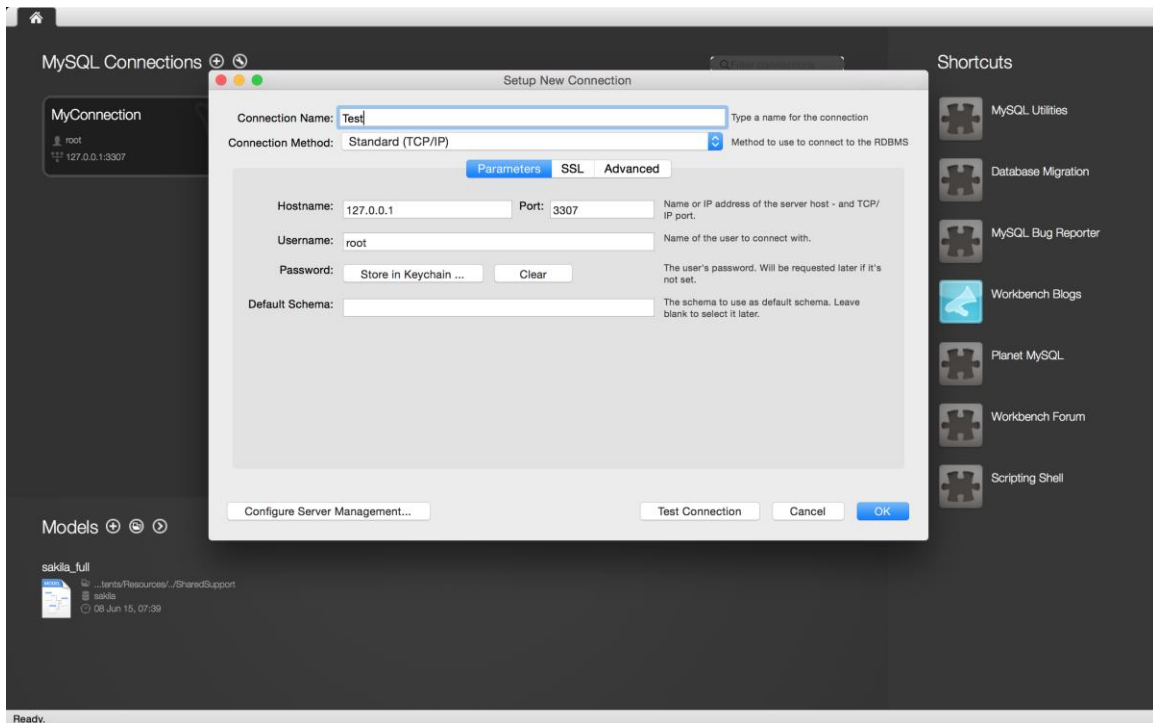 MySQL Connections
Filter connections
Shortcuts
MyConnection
root
127.0.0.1:3307
Setup New Connection
Connection Name: Test Type a name for the connection
Connection Method: Standard (TCP/IP) Method to use to connect to the RDBMS
Parameters SSL Advanced
Hostname: 127.0.0.1 Port: 3307 Name or IP address of the server host - and TCP/
IP port.
Username: root Name of the user to connect with.
Password: Store in Keychain ... Clear The user's password. Will be requested later if it's
not set.
Default Schema: The schema to use as default schema. Leave
blank to select it later.
Configure Server Management... Test Connection Cancel OK
MySQL Utilities
Database Migration
MySQL Bug Reporter
Workbench Blogs
Planet MySQL
Workbench Forum
Scripting Shell
Models
sakila_full
MODEL
...tents/Resources/../SharedSupport
sakila
08 Jun 15, 07:39
Ready.